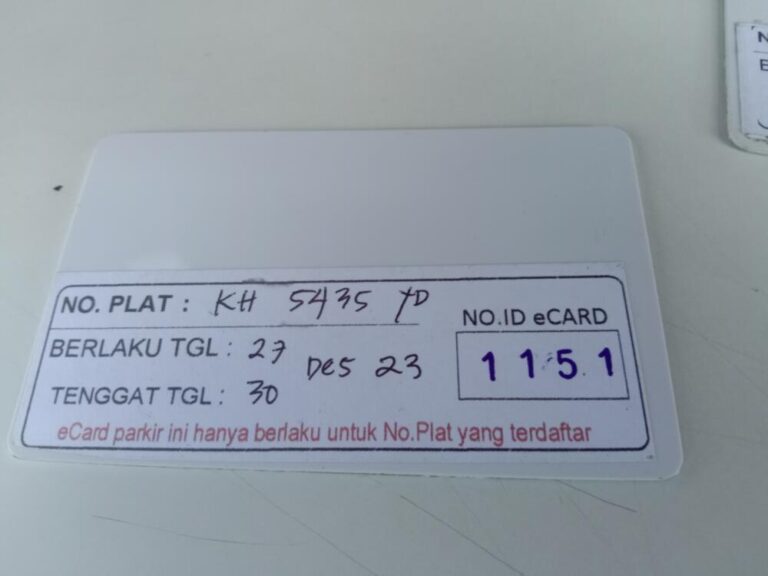 NO. PLAT : KH 5435 YD
NO.ID eCARD
BERLAKU TGL : 27 Des 23
1151
TENGGAT TGL : 30
eCard parkir ini hanya berlaku untuk No.Plat yang terdaftar
N
E